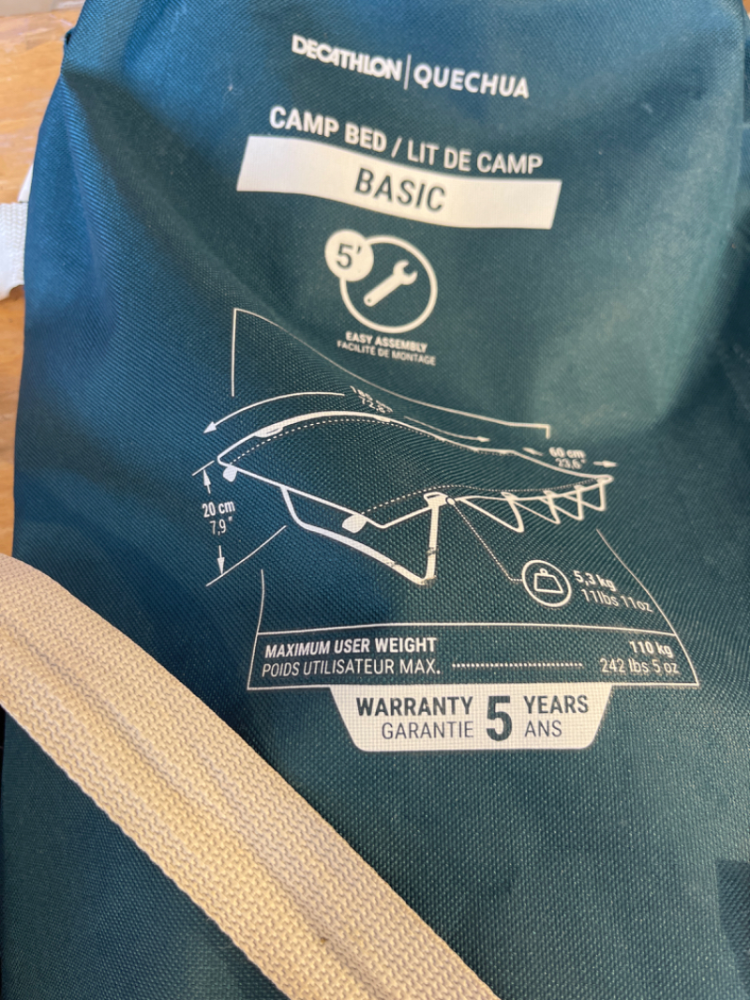 DECATHLON | QUECHUA
CAMP BED / LIT DE CAMP
BASIC
5'
EASY ASSEMBLY
FACILITÉ DE MONTAGE
60 cm
23,6 "
20 cm
7,9 "
5,3 kg
11lbs 11oz
MAXIMUM USER WEIGHT 110 kg
POIDS UTILISATEUR MAX. 242 lbs 5 oz
WARRANTY 5 YEARS
GARANTIE ANS